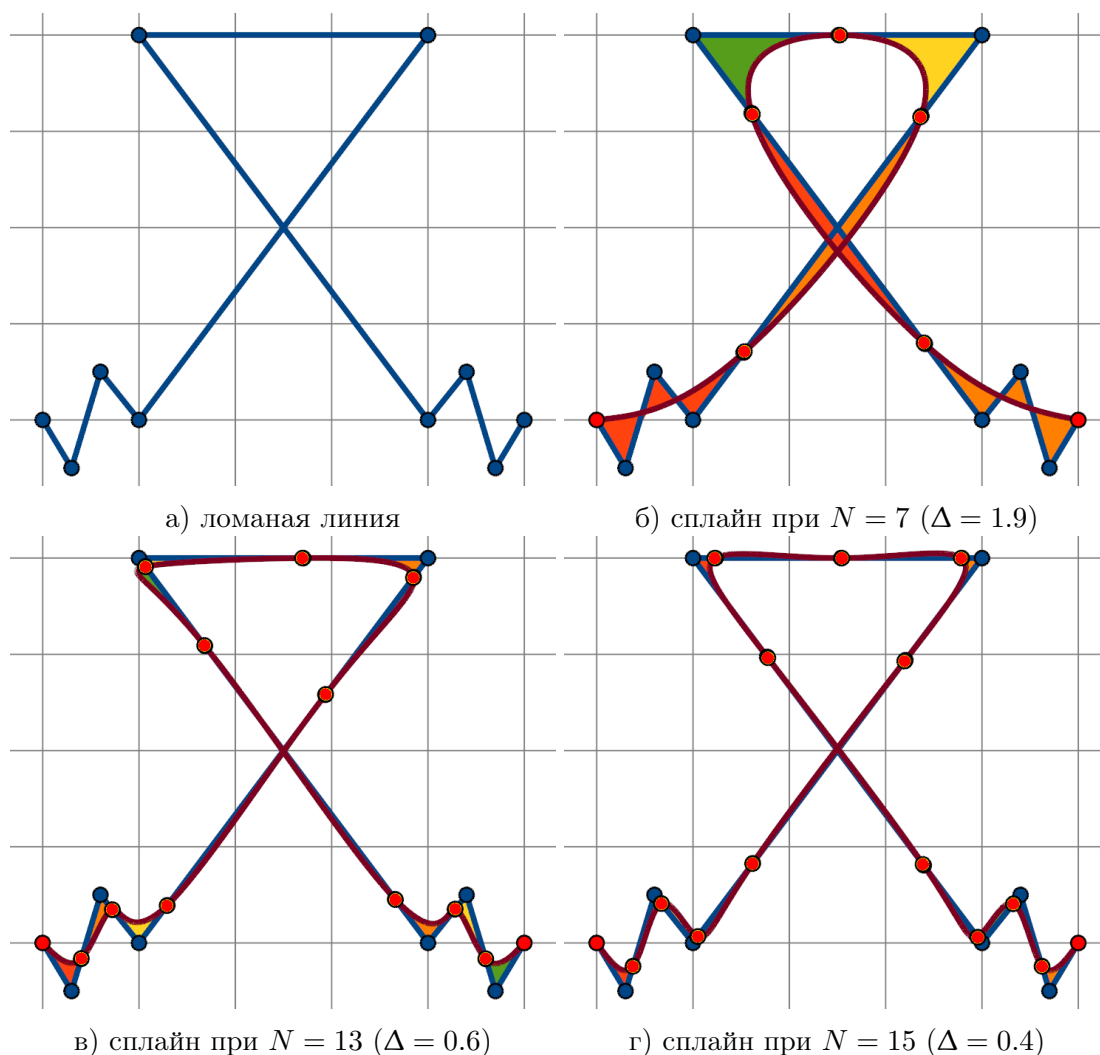 а) ломаная линия
б) сплайн при N = 7 (Δ = 1.9)
в) сплайн при N = 13 (Δ = 0.6)
г) сплайн при N = 15 (Δ = 0.4)